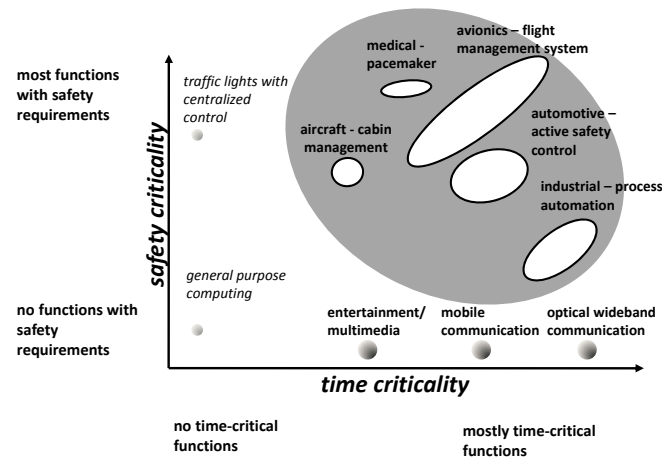 avionics – flight
management system
medical -
pacemaker
most functions
with safety
requirements
traffic lights with
centralized
control
automotive –
active safety
control
aircraft - cabin
management
industrial – process
automation
safety criticality
general purpose
computing
no functions with
safety
requirements
entertainment/
multimedia
mobile
communication
optical wideband
communication
time criticality
no time-critical
functions
mostly time-critical
functions